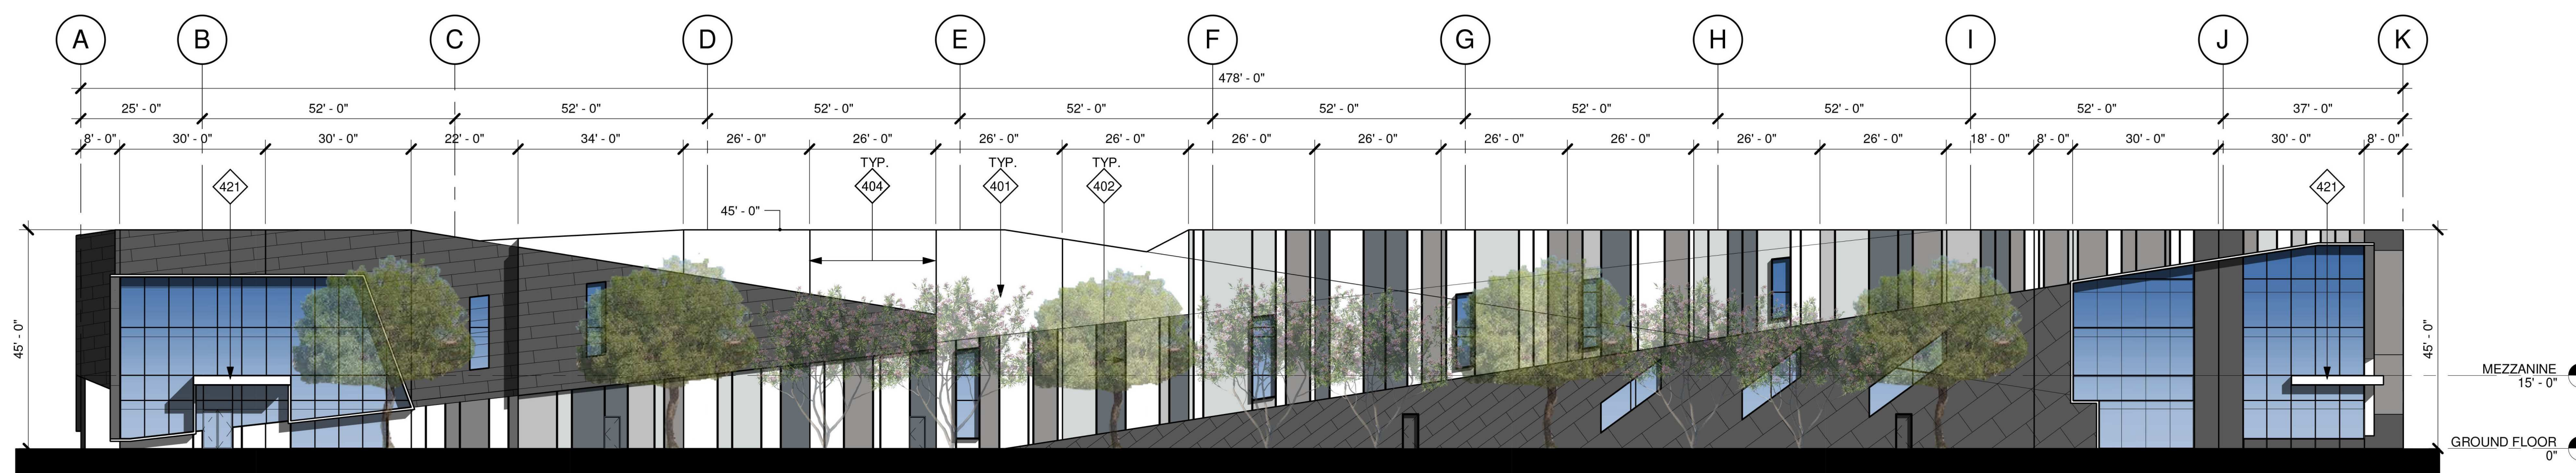 A B C D E F G H I J K
478' - 0"
25' - 0" 52' - 0" 52' - 0" 52' - 0" 52' - 0" 52' - 0" 52' - 0" 52' - 0" 52' - 0" 37' - 0"
8' - 0" 30' - 0" 30' - 0" 22' - 0" 34' - 0" 26' - 0" 26' - 0" 26' - 0" 26' - 0" 26' - 0" 26' - 0" 26' - 0" 26' - 0" 26' - 0" 26' - 0" 18' - 0" 8' - 0" 30' - 0" 30' - 0" 8' - 0"
TYP. TYP. TYP.
421 404 401 402 421
45' - 0"
45' - 0"
45' - 0"
MEZZANINE
15' - 0"
GROUND FLOOR
0"